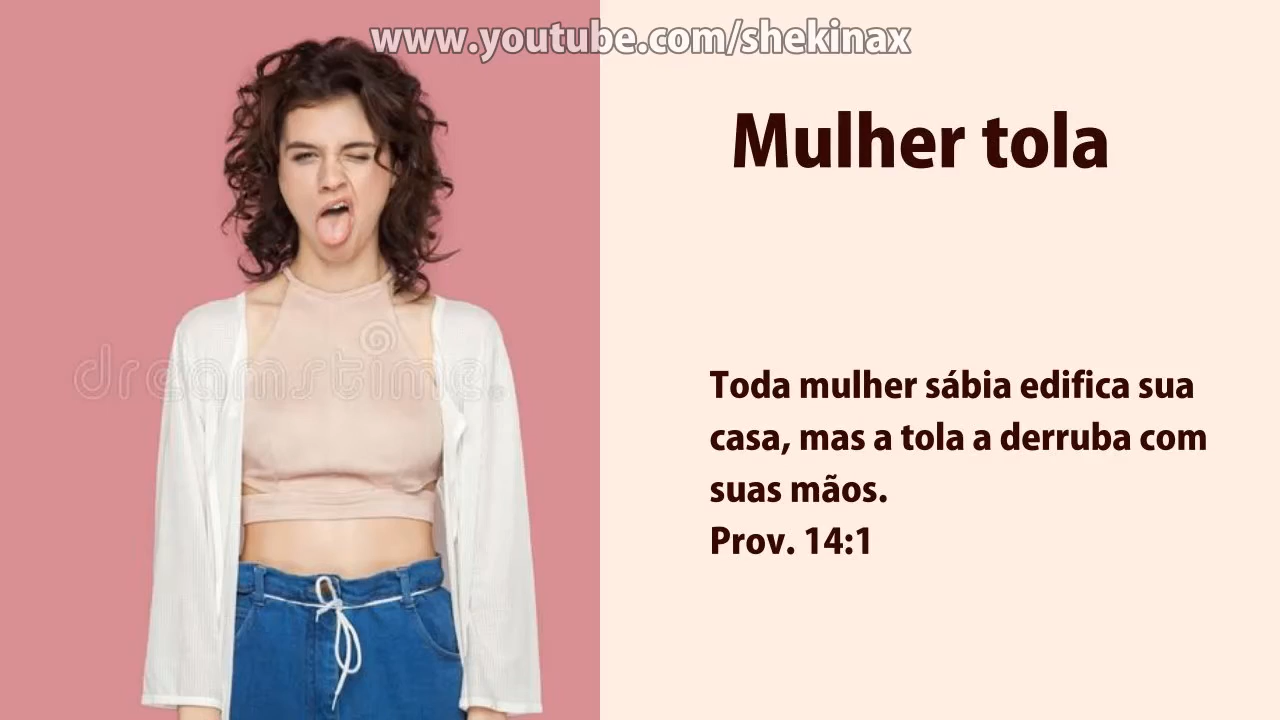 www.youtube.com/shekinax
Mulher tola
dreamstime.
Toda mulher sábia edifica sua
casa, mas a tola a derruba com
suas mãos.
Prov. 14:1